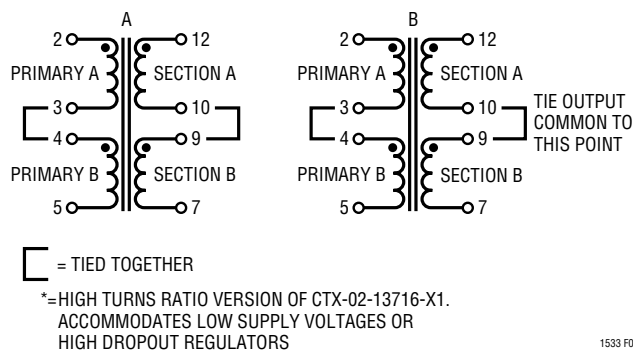 A
B
2
12
2
12
PRIMARY A
SECTION A
PRIMARY A
SECTION A
3
10
3
10
TIE OUTPUT
COMMON TO
THIS POINT
4
9
4
9
PRIMARY B
SECTION B
PRIMARY B
SECTION B
5
7
5
7
= TIED TOGETHER
*=HIGH TURNS RATIO VERSION OF CTX-02-13716-X1.
ACCOMMODATES LOW SUPPLY VOLTAGES OR
HIGH DROPOUT REGULATORS
1533 F0